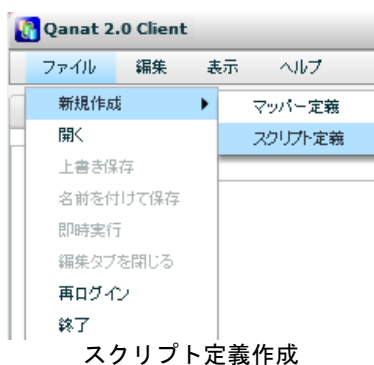 Qanat 2.0 Client
ファイル 編集 表示 ヘルプ
新規作成
マッパー定義
開く
スクリプト定義
上書き保存
名前を付けて保存
即時実行
編集タブを閉じる
再ログイン
終了
スクリプト定義作成